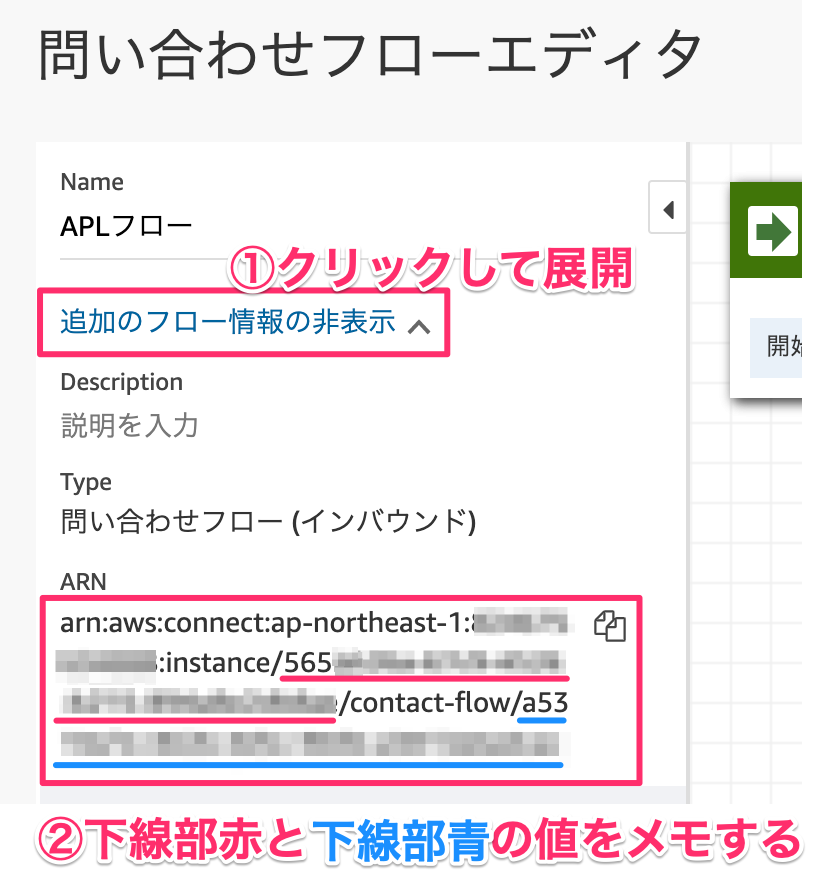 問い合わせフローエディタ
Name
APLフロー
①クリックして展開
追加のフロー情報の非表示
Description
説明を入力
Type
問い合わせフロー (インバウンド)
ARN
arn:aws:connect:ap-northeast-1:
:instance/565
/contact-flow/a53
開始
②下線部赤と下線部青の値をメモする